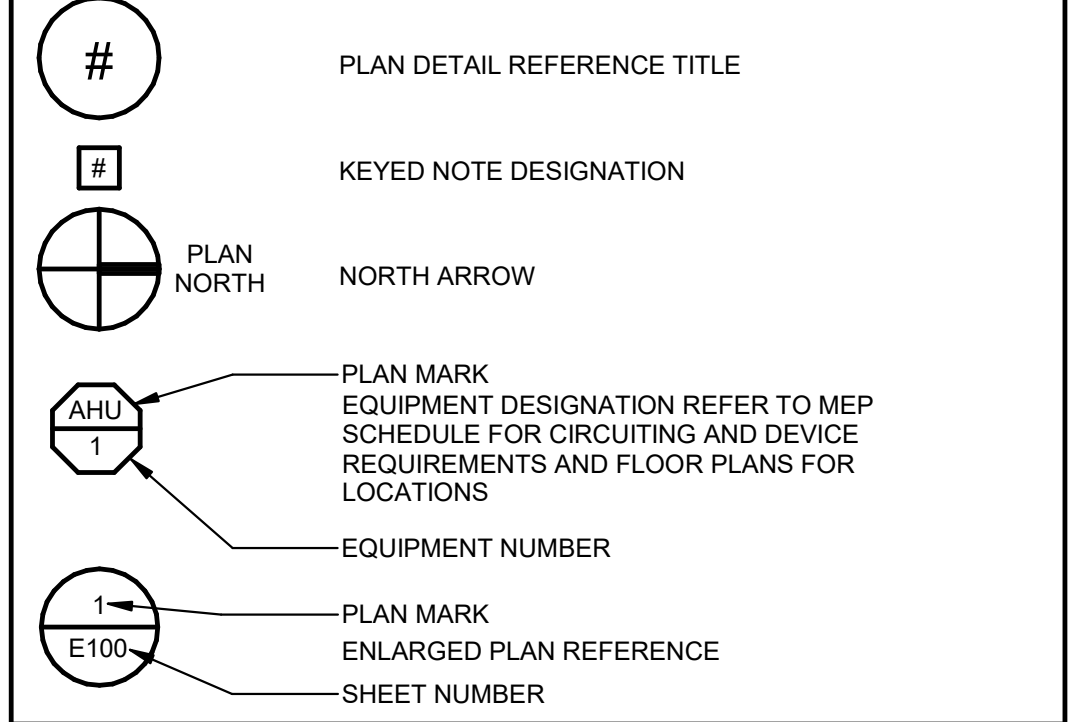 #
PLAN DETAIL REFERENCE TITLE
#
KEYED NOTE DESIGNATION
PLAN
NORTH
NORTH ARROW
AHU
1
PLAN MARK
EQUIPMENT DESIGNATION REFER TO MEP
SCHEDULE FOR CIRCUITING AND DEVICE
REQUIREMENTS AND FLOOR PLANS FOR
LOCATIONS
EQUIPMENT NUMBER
1
E100
PLAN MARK
ENLARGED PLAN REFERENCE
SHEET NUMBER